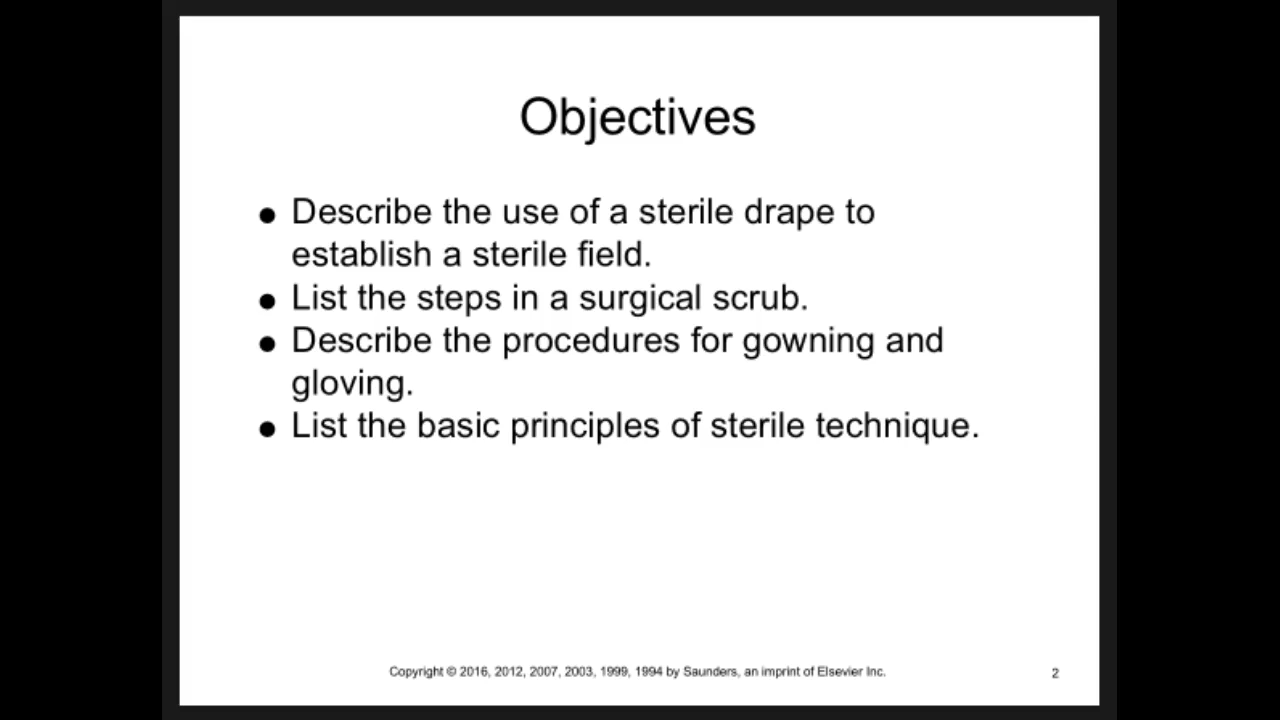 Objectives
● Describe the use of a sterile drape to
establish a sterile field.
● List the steps in a surgical scrub.
● Describe the procedures for gowning and
gloving.
● List the basic principles of sterile technique.
Copyright © 2016, 2012, 2007, 2003, 1999, 1994 by Saunders, an imprint of Elsevier Inc.
2